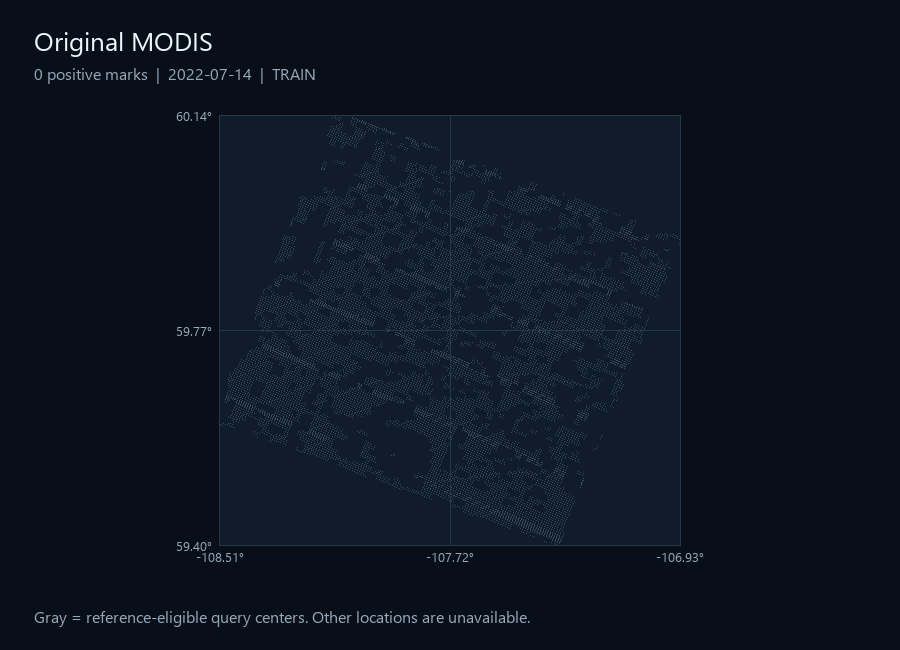 Original MODIS
0 positive marks | 2022-07-14 | TRAIN
60.14°
59.77°
59.40°
-108.51° -107.72° -106.93°
Gray = reference-eligible query centers. Other locations are unavailable.